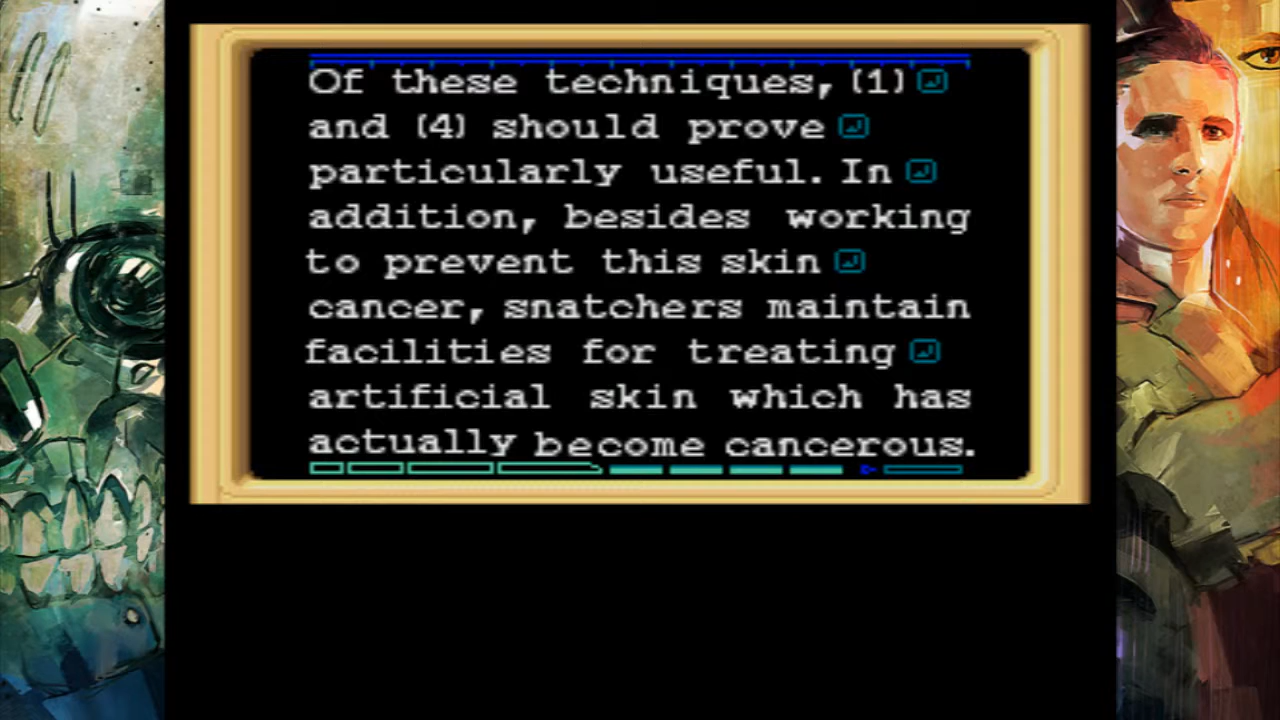 Of these techniques, (1)
and (4) should prove
particularly useful. In
addition, besides working
to prevent this skin
cancer, snatchers maintain
facilities for treating
artificial skin which has
actually become cancerous.